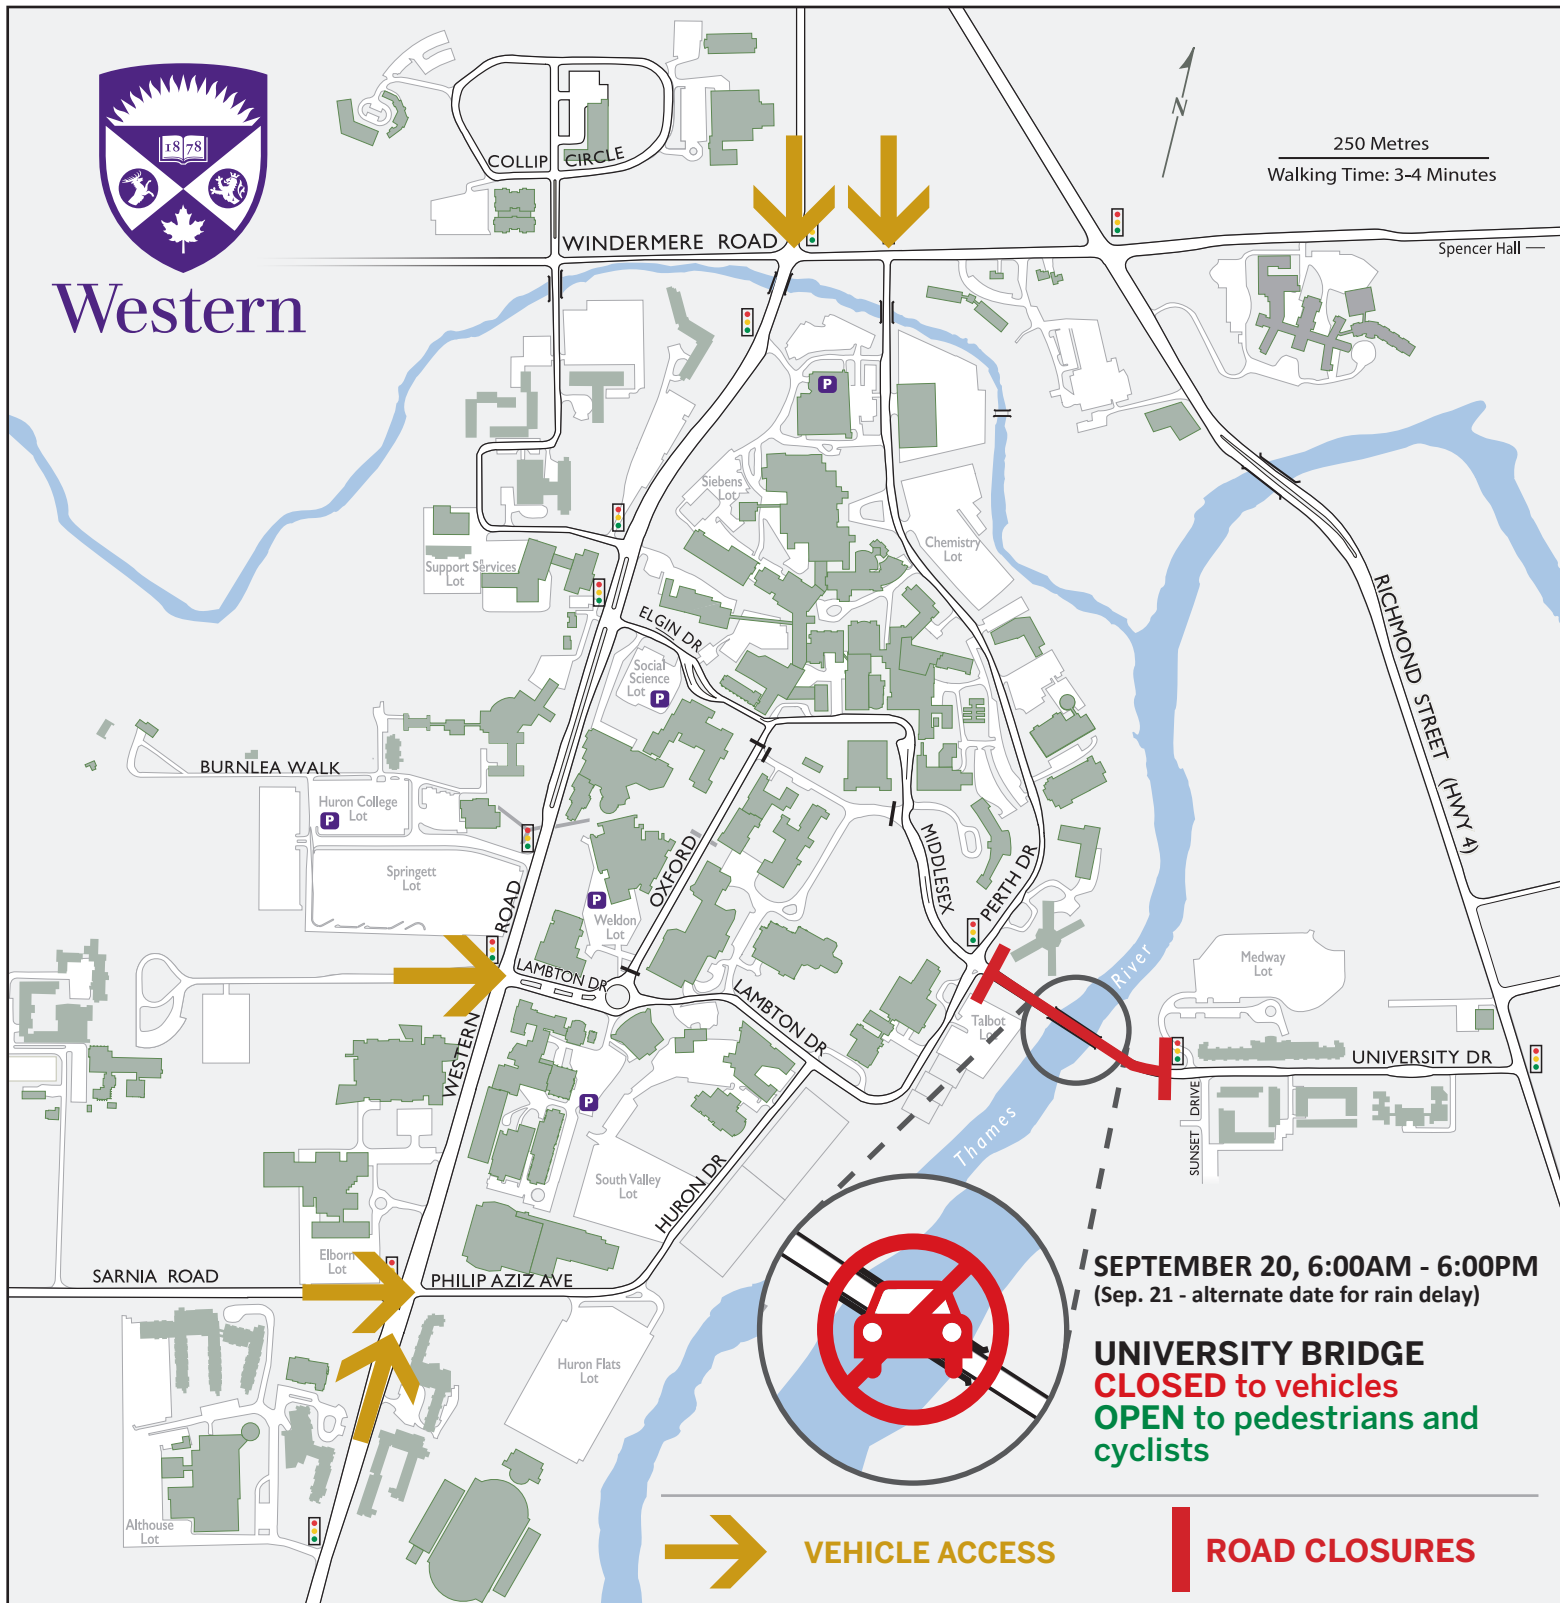 18 78
Western
COLLIP CIRCLE
N
250 Metres
Walking Time: 3-4 Minutes
WINDERMERE ROAD
Spencer Hall
P
Siebens
Lot
Chemistry
Lot
Support Services
Lot
ELGIN DR
Social
Science
Lot
P
RICHMOND STREET (HWY 4)
BURNLEA WALK
Huron College
Lot
P
Springett
Lot
OXFORD
MIDDLESEX
PERTH DR
P
Weldon
Lot
WESTERN ROAD
LAMBTON DR
LAMBTON DR
Talbot
Lot
Thames River
Medway
Lot
UNIVERSITY DR
SUNSET DRIVE
P
South Valley
Lot
HURON DR
Elborn
Lot
SARNIA ROAD
PHILIP AZIZ AVE
Huron Flats
Lot
Althouse
Lot
SEPTEMBER 20, 6:00AM - 6:00PM
(Sep. 21 - alternate date for rain delay)
UNIVERSITY BRIDGE
CLOSED to vehicles
OPEN to pedestrians and
cyclists
VEHICLE ACCESS
ROAD CLOSURES